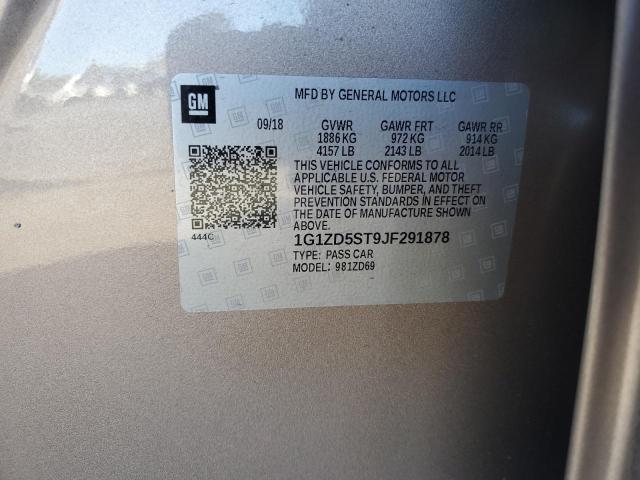 GM
MFD BY GENERAL MOTORS LLC
09/18 GVWR GAWR FRT GAWR RR
1886 KG 972 KG 914 KG
4157 LB 2143 LB 2014 LB
THIS VEHICLE CONFORMS TO ALL
APPLICABLE U.S. FEDERAL MOTOR
VEHICLE SAFETY, BUMPER, AND THEFT
PREVENTION STANDARDS IN EFFECT ON
THE DATE OF MANUFACTURE SHOWN
ABOVE.
444C
1G1ZD5ST9JF291878
TYPE: PASS CAR
MODEL: 981ZD69